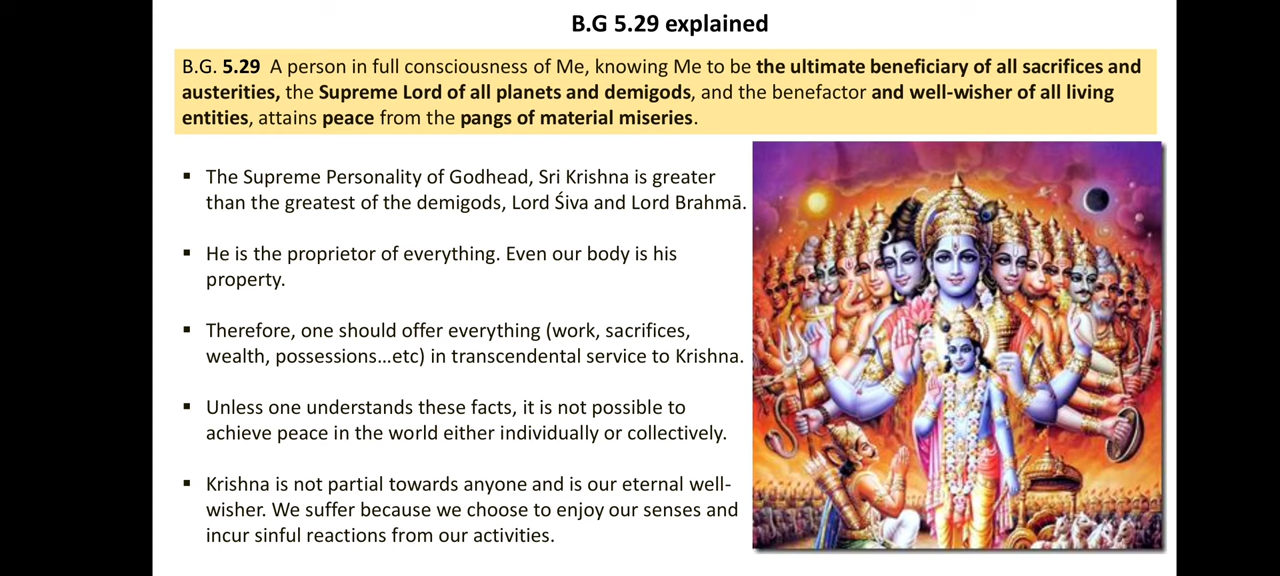 B.G 5.29 explained
B.G. 5.29 A person in full consciousness of Me, knowing Me to be the ultimate beneficiary of all sacrifices and
austerities, the Supreme Lord of all planets and demigods, and the benefactor and well-wisher of all living
entities, attains peace from the pangs of material miseries.
▪ The Supreme Personality of Godhead, Sri Krishna is greater
than the greatest of the demigods, Lord Śiva and Lord Brahmā.
▪ He is the proprietor of everything. Even our body is his
property.
▪ Therefore, one should offer everything (work, sacrifices,
wealth, possessions...etc) in transcendental service to Krishna.
▪ Unless one understands these facts, it is not possible to
achieve peace in the world either individually or collectively.
▪ Krishna is not partial towards anyone and is our eternal well-
wisher. We suffer because we choose to enjoy our senses and
incur sinful reactions from our activities.